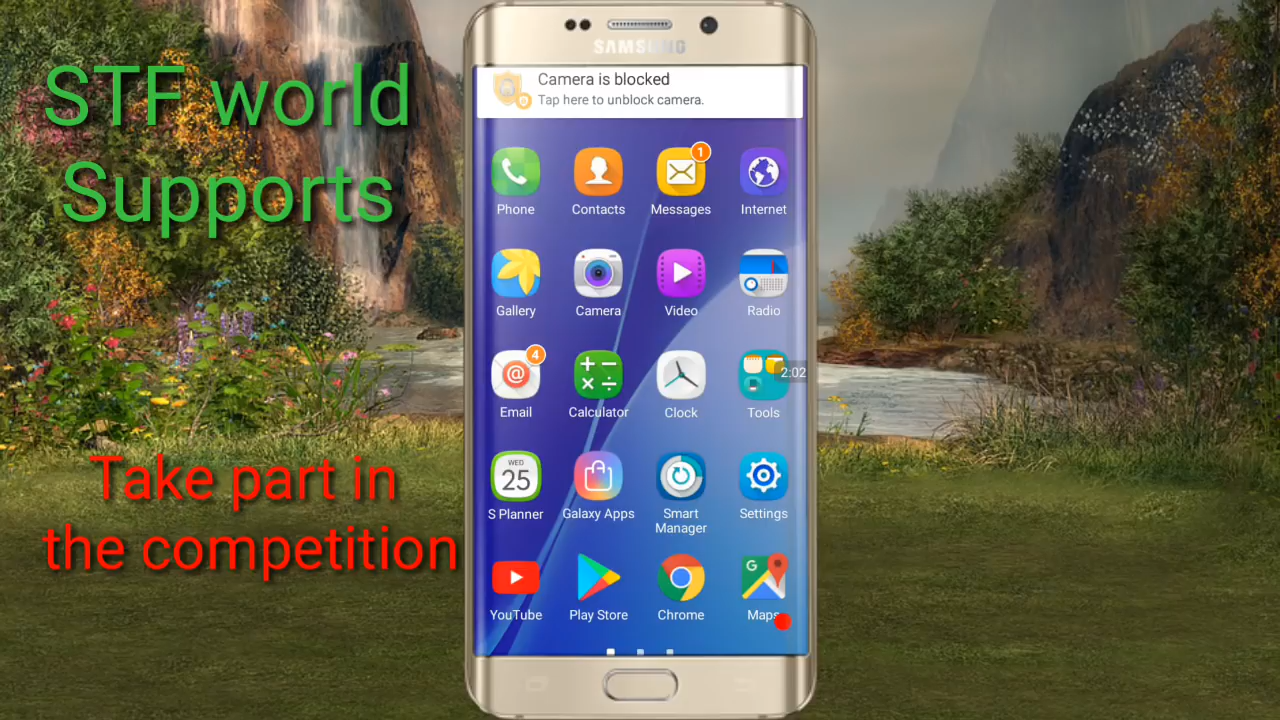 STF world
Supports
Take part in
the competition
SAMSUNG
Camera is blocked
Tap here to unblock camera.
1
Phone
Contacts
Messages
Internet
Gallery
Camera
Video
Radio
4
2:02
Email
Calculator
Clock
Tools
WED
25
S Planner
Galaxy Apps
Smart
Manager
Settings
G
YouTube
Play Store
Chrome
Maps